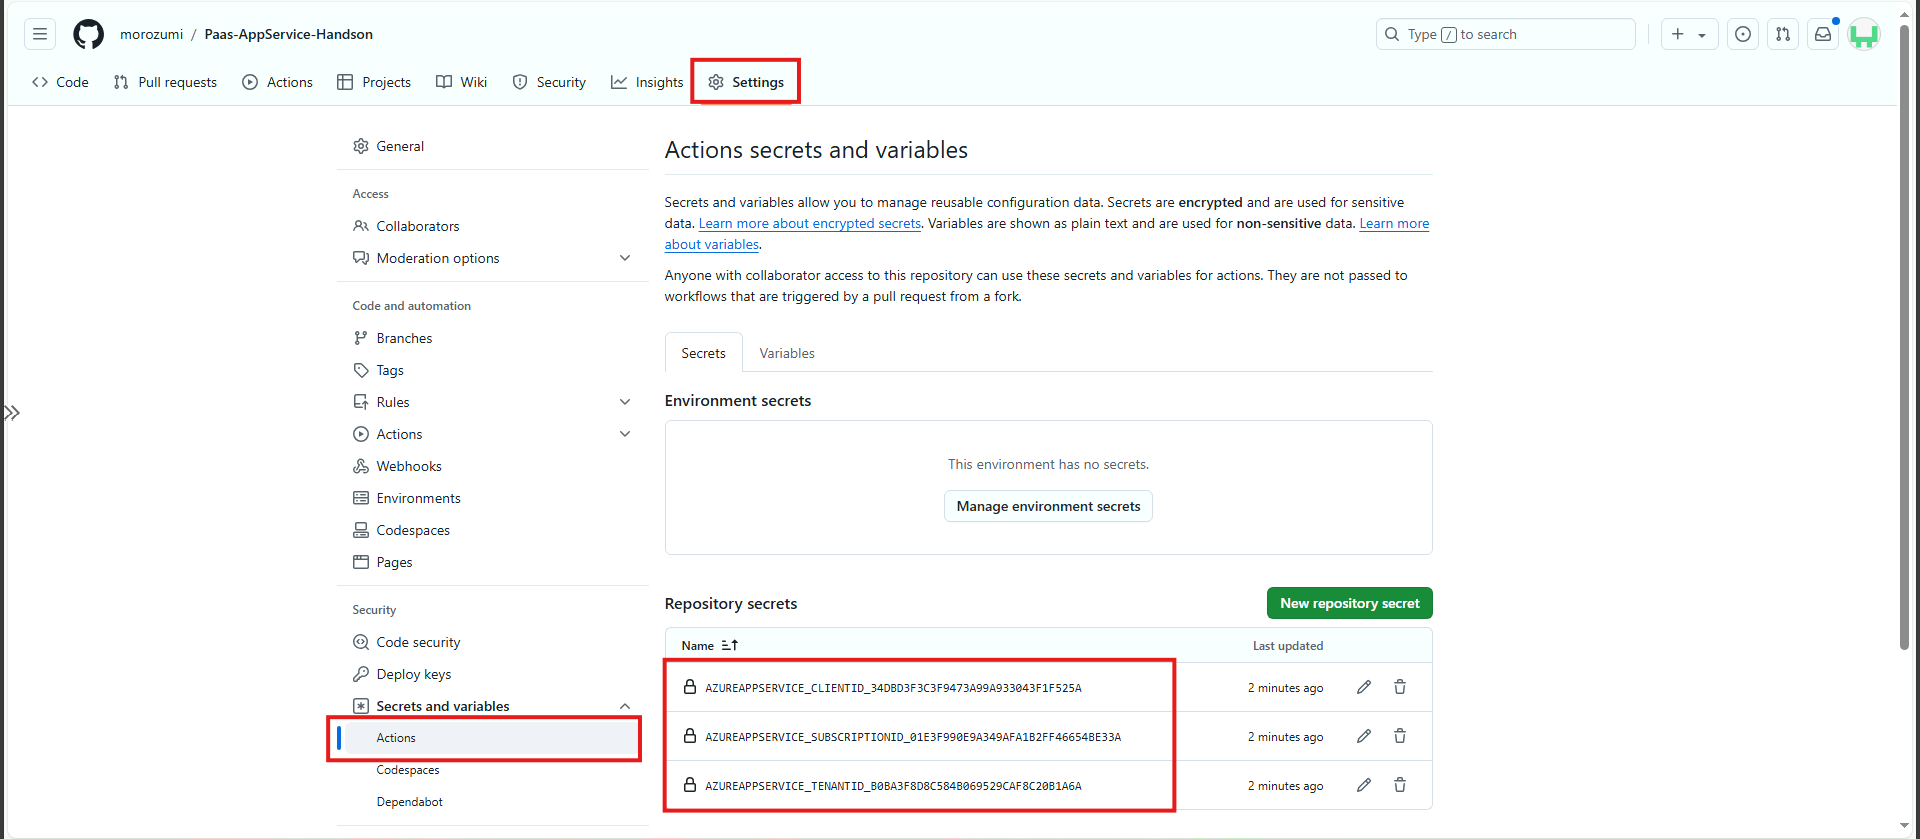 morozumi / Paas-AppService-Handson
Type / to search
Code Pull requests Actions Projects Wiki Security Insights Settings
General
Access
Collaborators
Moderation options
Code and automation
Branches
Tags
Rules
Actions
Webhooks
Environments
Codespaces
Pages
Security
Code security
Deploy keys
Secrets and variables
Actions
Codespaces
Dependabot
Actions secrets and variables
Secrets and variables allow you to manage reusable configuration data. Secrets are encrypted and are used for sensitive
data. Learn more about encrypted secrets. Variables are shown as plain text and are used for non-sensitive data. Learn more
about variables.
Anyone with collaborator access to this repository can use these secrets and variables for actions. They are not passed to
workflows that are triggered by a pull request from a fork.
Secrets Variables
Environment secrets
This environment has no secrets.
Manage environment secrets
Repository secrets New repository secret
Name Last updated
AZUREAPPSERVICE_CLIENTID_34DBD3F3C3F9473A99A933043F1F525A 2 minutes ago
AZUREAPPSERVICE_SUBSCRIPTIONID_01E3F990E9A349AFA1B2FF46654BE33A 2 minutes ago
AZUREAPPSERVICE_TENANTID_B0BA3F8D8C584B069529CAF8C20B1A6A 2 minutes ago